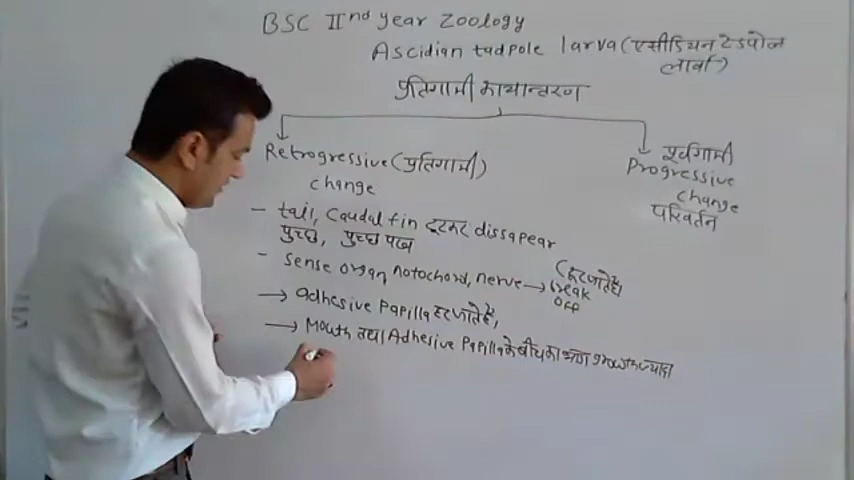 BSC IInd year Zoology
Ascidian tadpole larva (एसीडियन टेडपोल
लार्वा)
प्रतिगामी कायान्तरण
Retrogressive (प्रतिगामी)
change
पूर्वगामी
Progressive
change
परिवर्तन
- tail, Caudal fin टूटकर dissapear
पुच्छ, पुच्छ पख
- Sense organ notochord, nerve → break
(टूट जाते है)
off
→ adhesive Papilla हट जाते है,
→ Mouth तथा Adhesive Papilla के बीच का भाग growth ज्यादा